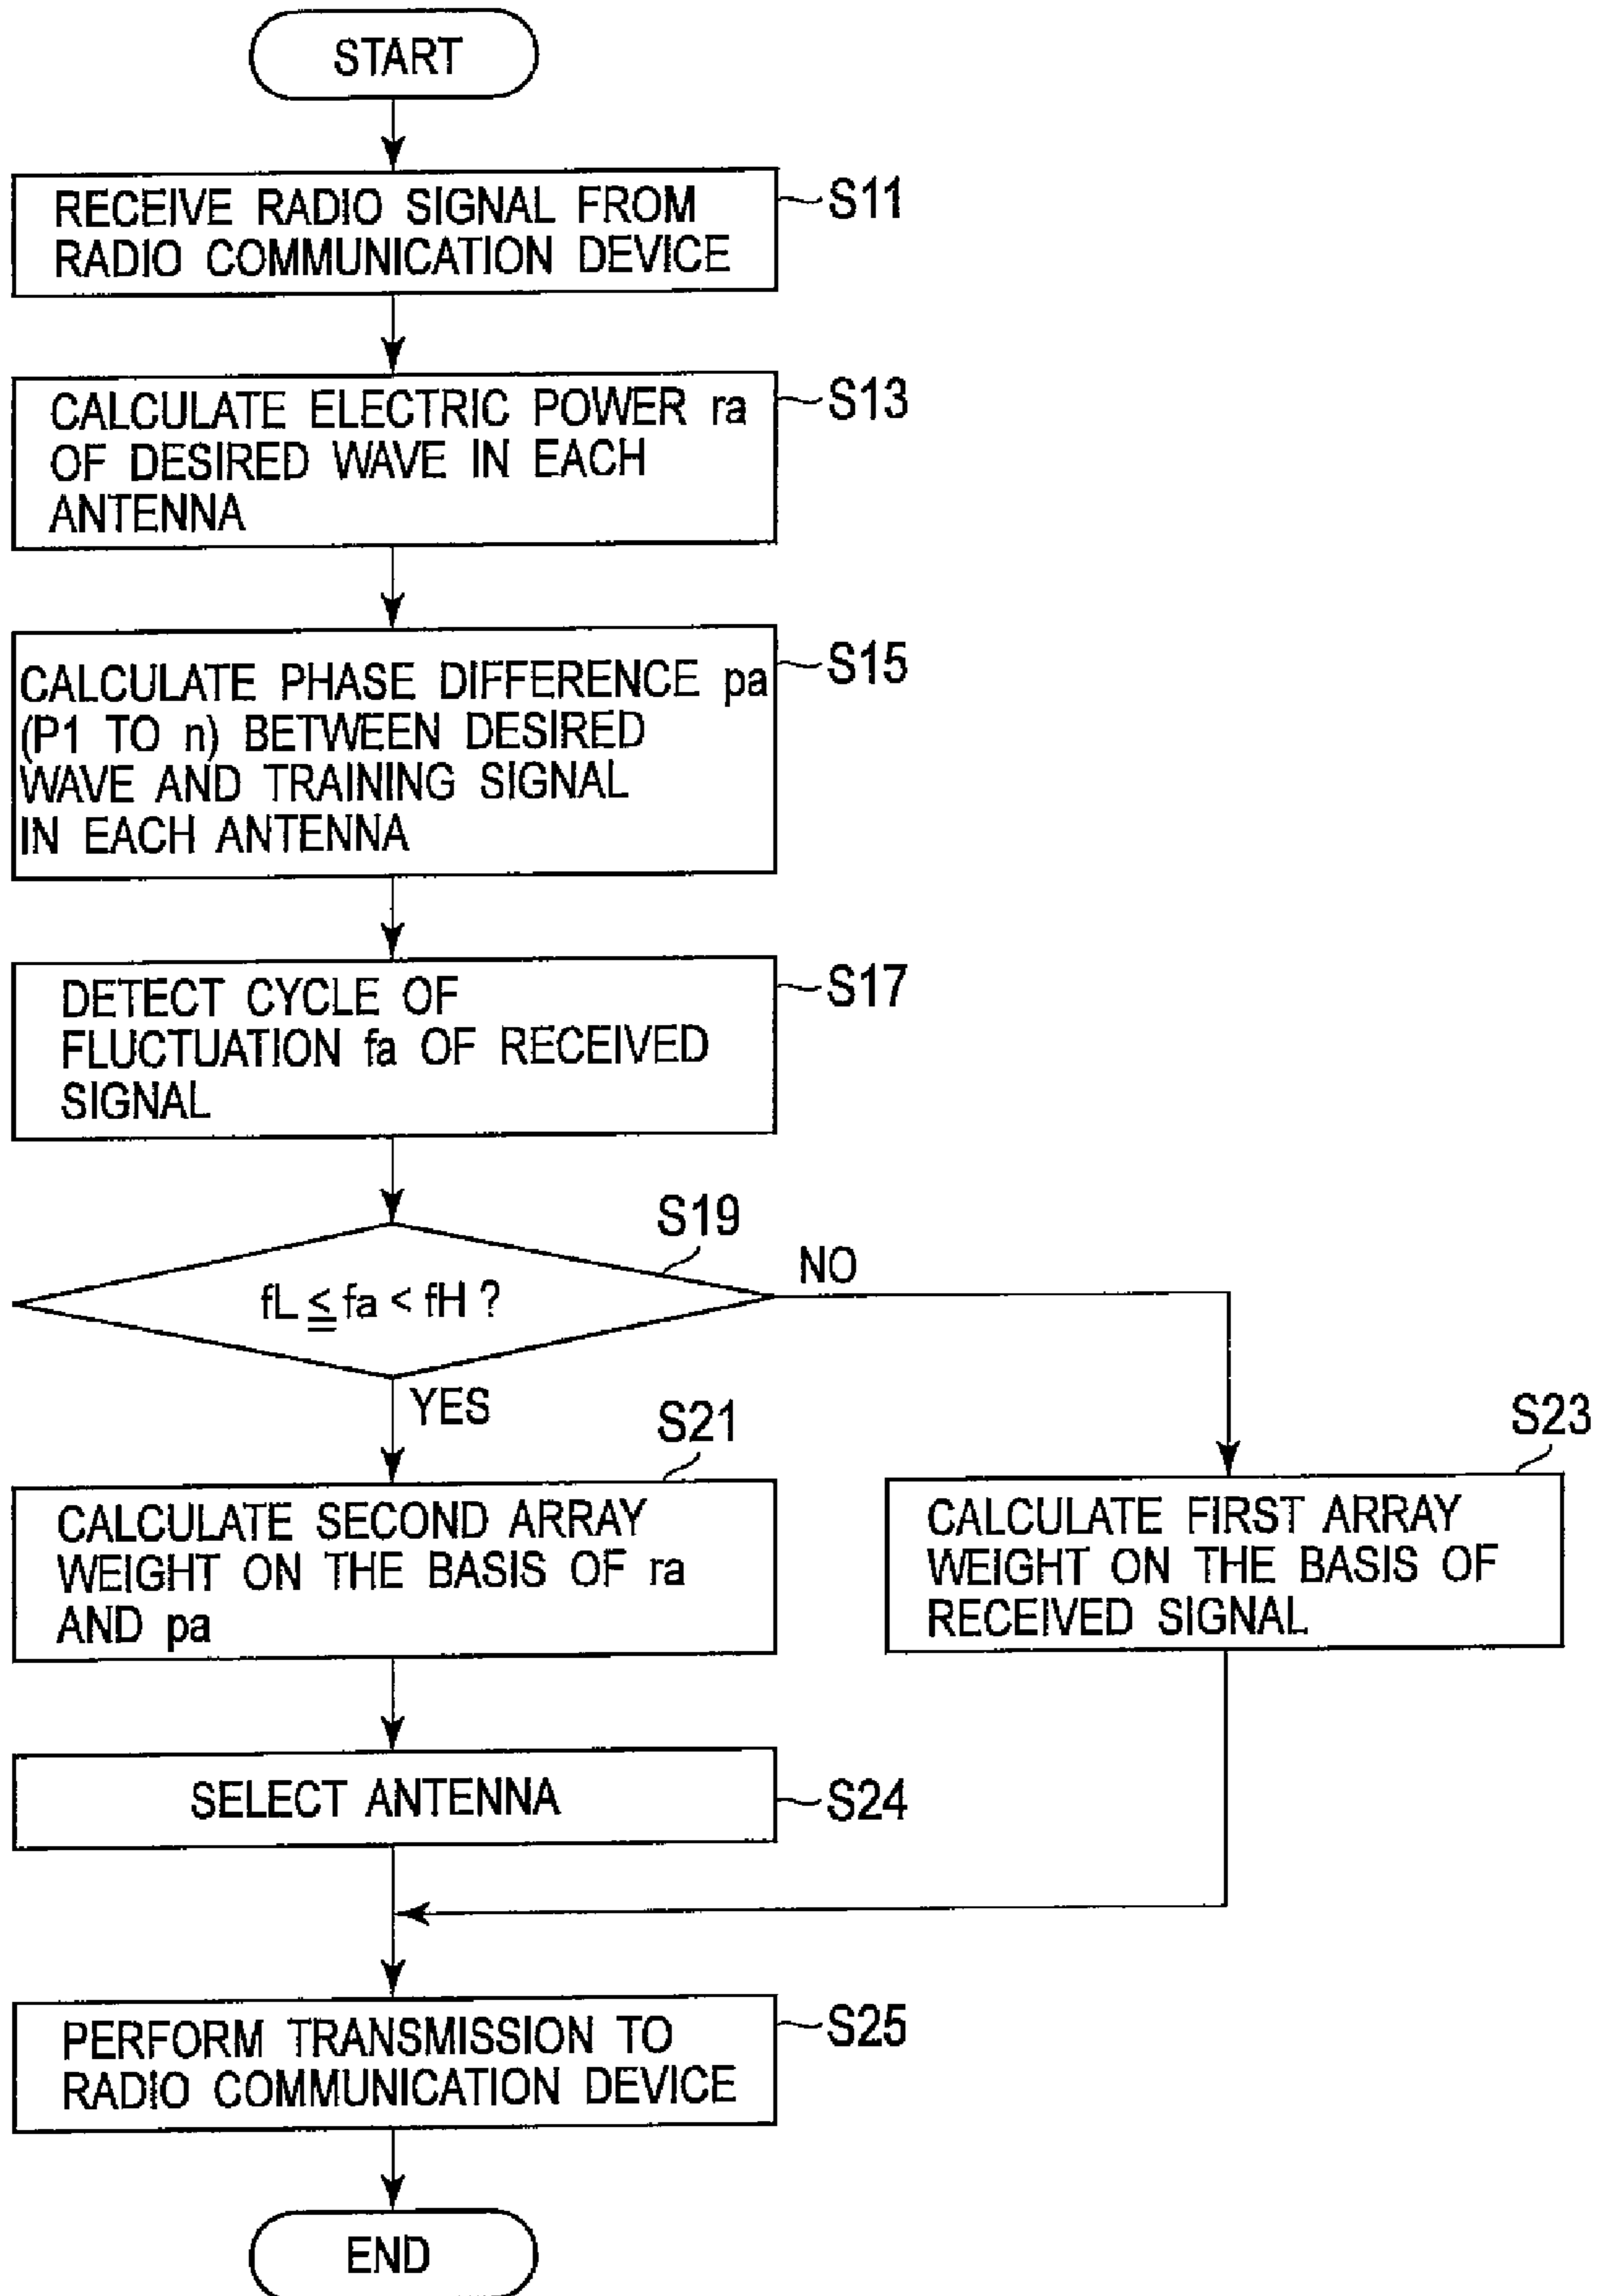 START
RECEIVE RADIO SIGNAL FROM
RADIO COMMUNICATION DEVICE
S11
CALCULATE ELECTRIC POWER ra
OF DESIRED WAVE IN EACH
ANTENNA
S13
CALCULATE PHASE DIFFERENCE pa
(P1 TO n) BETWEEN DESIRED
WAVE AND TRAINING SIGNAL
IN EACH ANTENNA
S15
DETECT CYCLE OF
FLUCTUATION fa OF RECEIVED
SIGNAL
S17
S19
fL ≦ fa < fH ?
NO
YES
S21
CALCULATE SECOND ARRAY
WEIGHT ON THE BASIS OF ra
AND pa
S23
CALCULATE FIRST ARRAY
WEIGHT ON THE BASIS OF
RECEIVED SIGNAL
SELECT ANTENNA
S24
PERFORM TRANSMISSION TO
RADIO COMMUNICATION DEVICE
S25
END